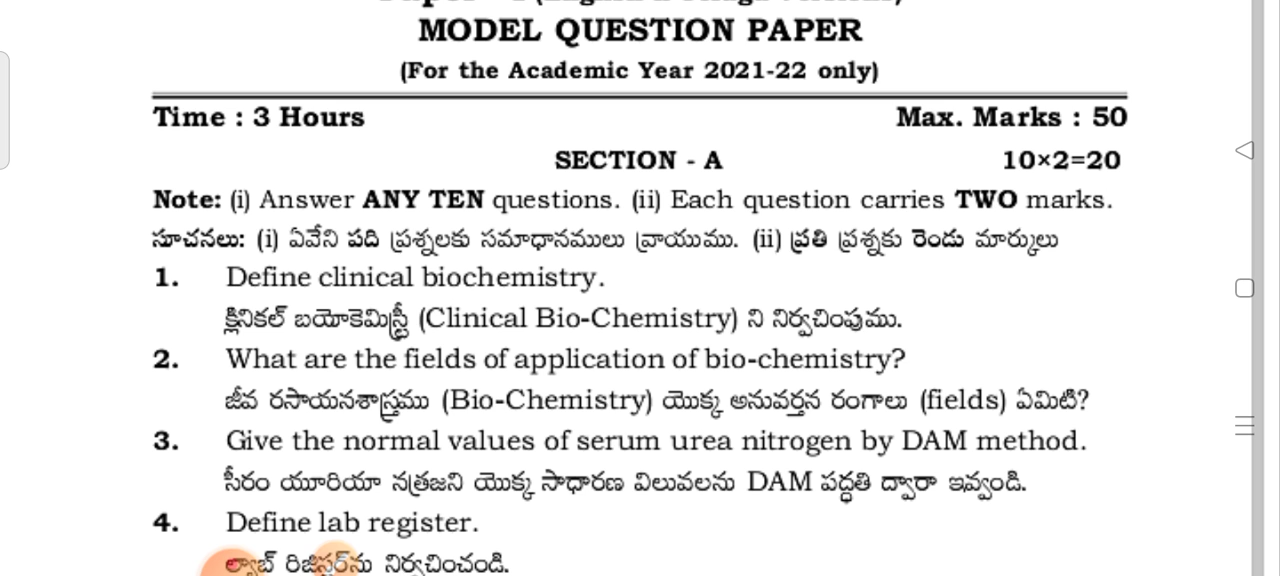 MODEL QUESTION PAPER
(For the Academic Year 2021-22 only)
Time : 3 Hours Max. Marks : 50
SECTION - A 10×2=20
Note: (i) Answer ANY TEN questions. (ii) Each question carries TWO marks.
సూచనలు: (i) ఏవేని పది ప్రశ్నలకు సమాధానములు వ్రాయుము. (ii) ప్రతి ప్రశ్నకు రెండు మార్కులు
1. Define clinical biochemistry.
క్లినికల్ బయోకెమిస్ట్రీ (Clinical Bio-Chemistry) ని నిర్వచింపుము.
2. What are the fields of application of bio-chemistry?
జీవ రసాయనశాస్త్రము (Bio-Chemistry) యొక్క అనువర్తన రంగాలు (fields) ఏమిటి?
3. Give the normal values of serum urea nitrogen by DAM method.
సీరం యూరియా నత్రజని యొక్క సాధారణ విలువలను DAM పద్ధతి ద్వారా ఇవ్వండి.
4. Define lab register.
ల్యాబ్ రిజిస్టర్‌ను నిర్వచించండి.